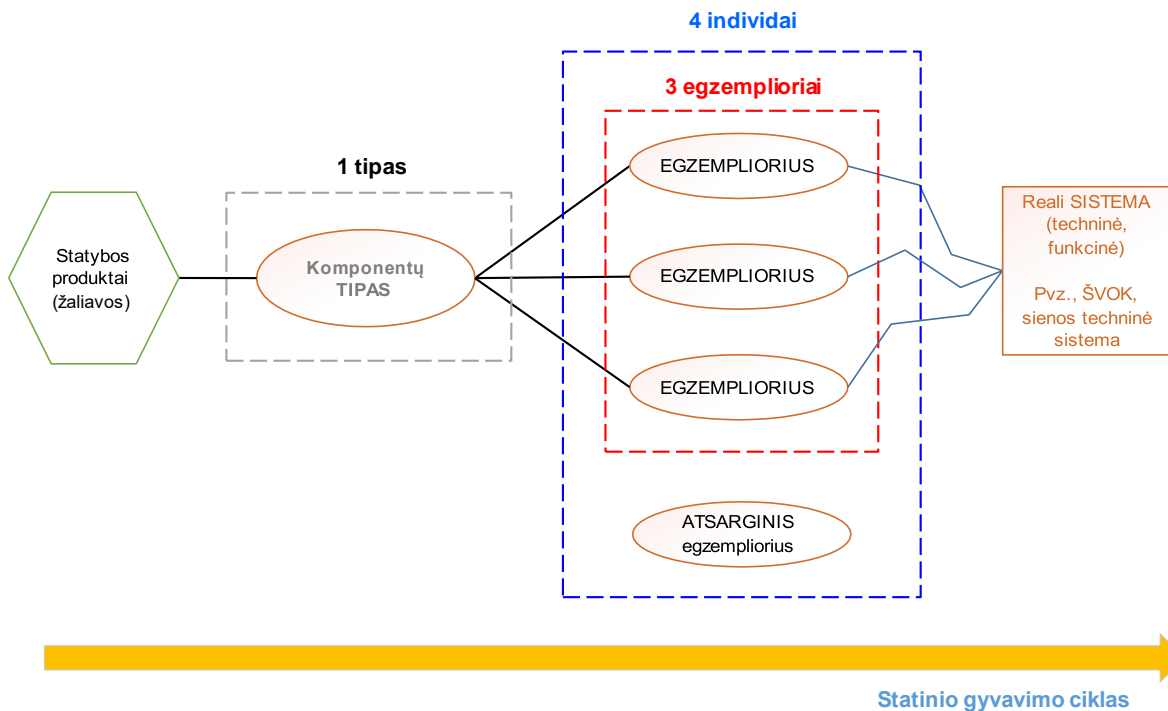 4 individai
3 egzemplioriai
1 tipas
Statybos
produktai
(žaliavos)
Komponentų
TIPAS
EGZEMPLIORIUS
EGZEMPLIORIUS
EGZEMPLIORIUS
ATSARGINIS
egzempliorius
Reali SISTEMA
(techninė,
funkcinė)
Pvz., ŠVOK,
sienos techninė
sistema
Statinio gyvavimo ciklas